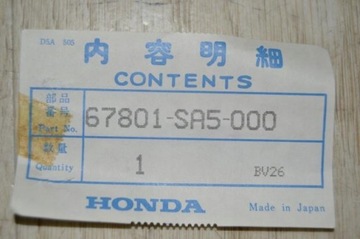 DSA 505
内容明細
CONTENTS
部品
番号
Part No.
67801-SA5-000
数量
Quantity
1
BV26
HONDA
Made in Japan